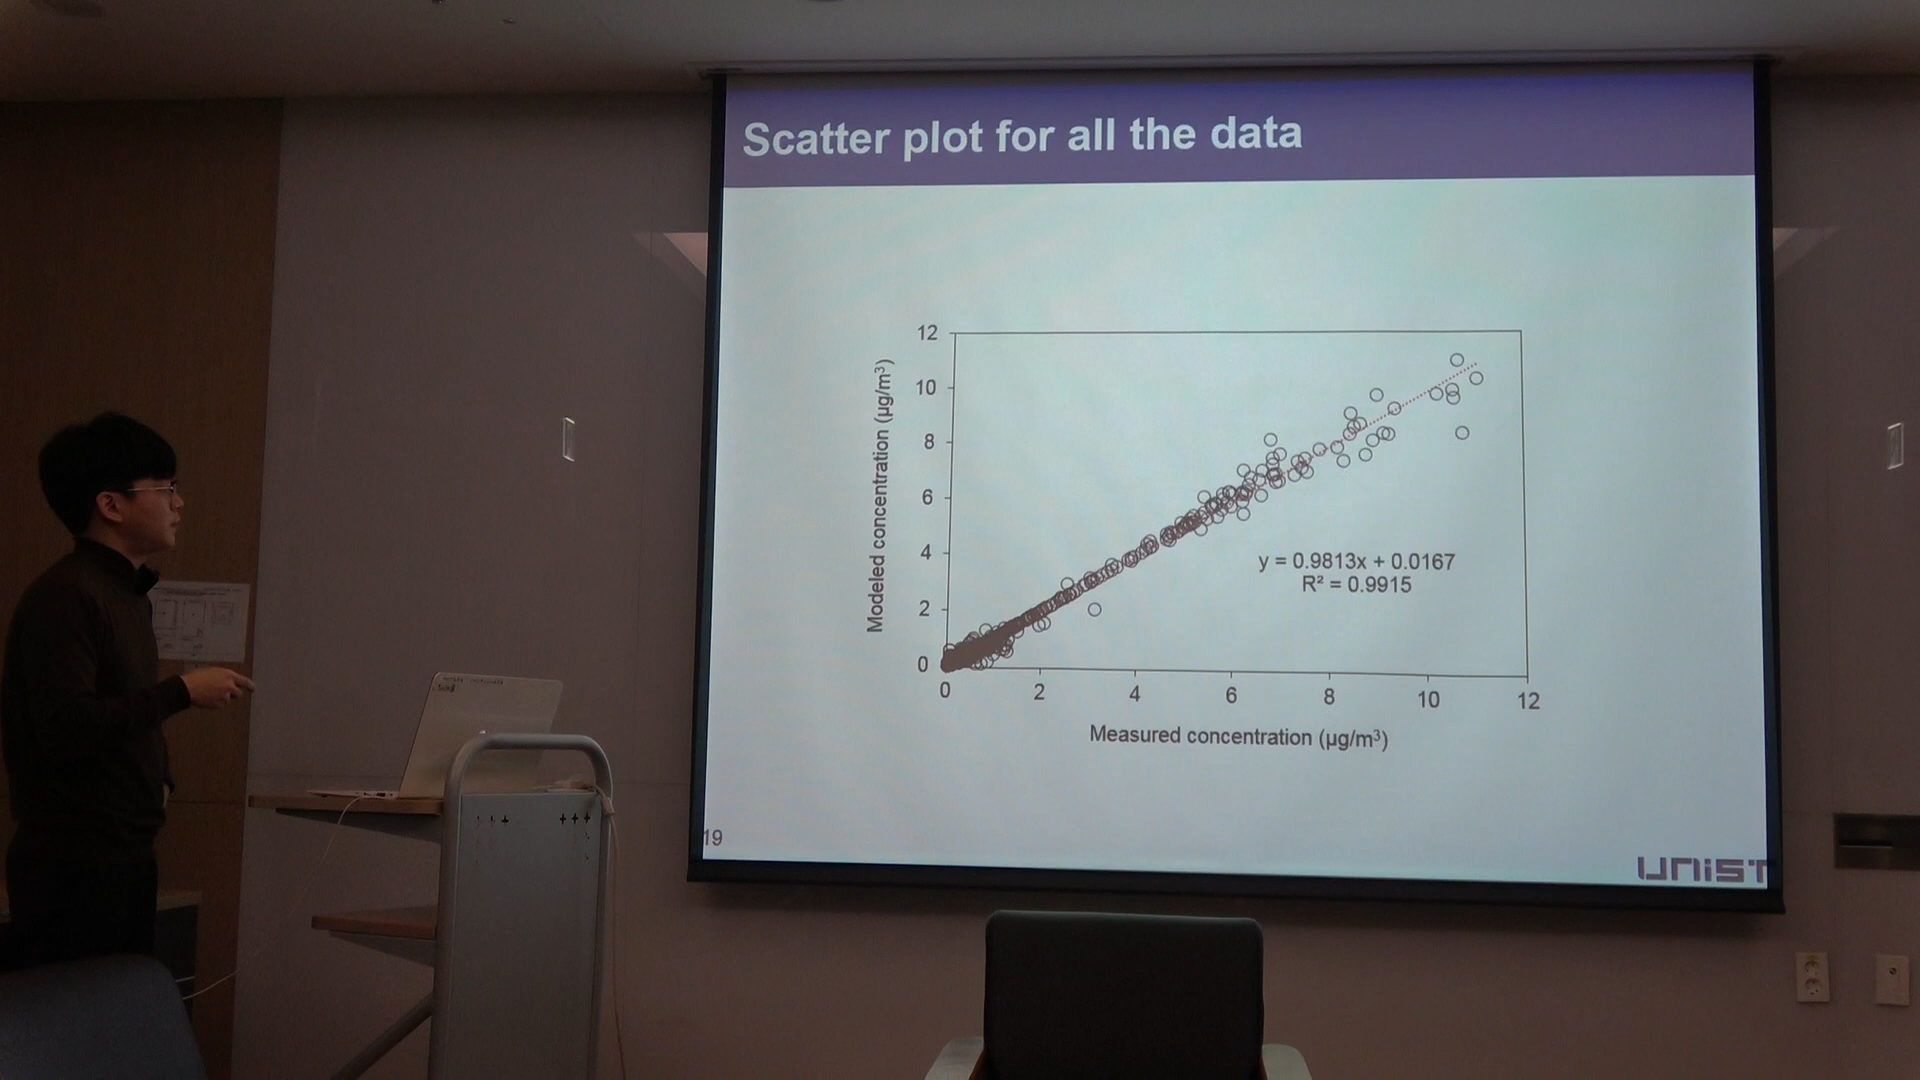 Scatter plot for all the data
12
10
8
6
4
2
0
Modeled concentration (µg/m³)
y = 0.9813x + 0.0167
R² = 0.9915
0 2 4 6 8 10 12
Measured concentration (µg/m³)
19
UNIST